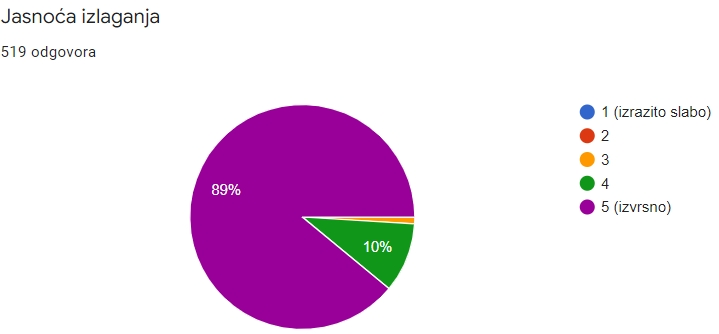 Jasnoća izlaganja
519 odgovora
89%
10%
1 (izrazito slabo)
2
3
4
5 (izvrsno)